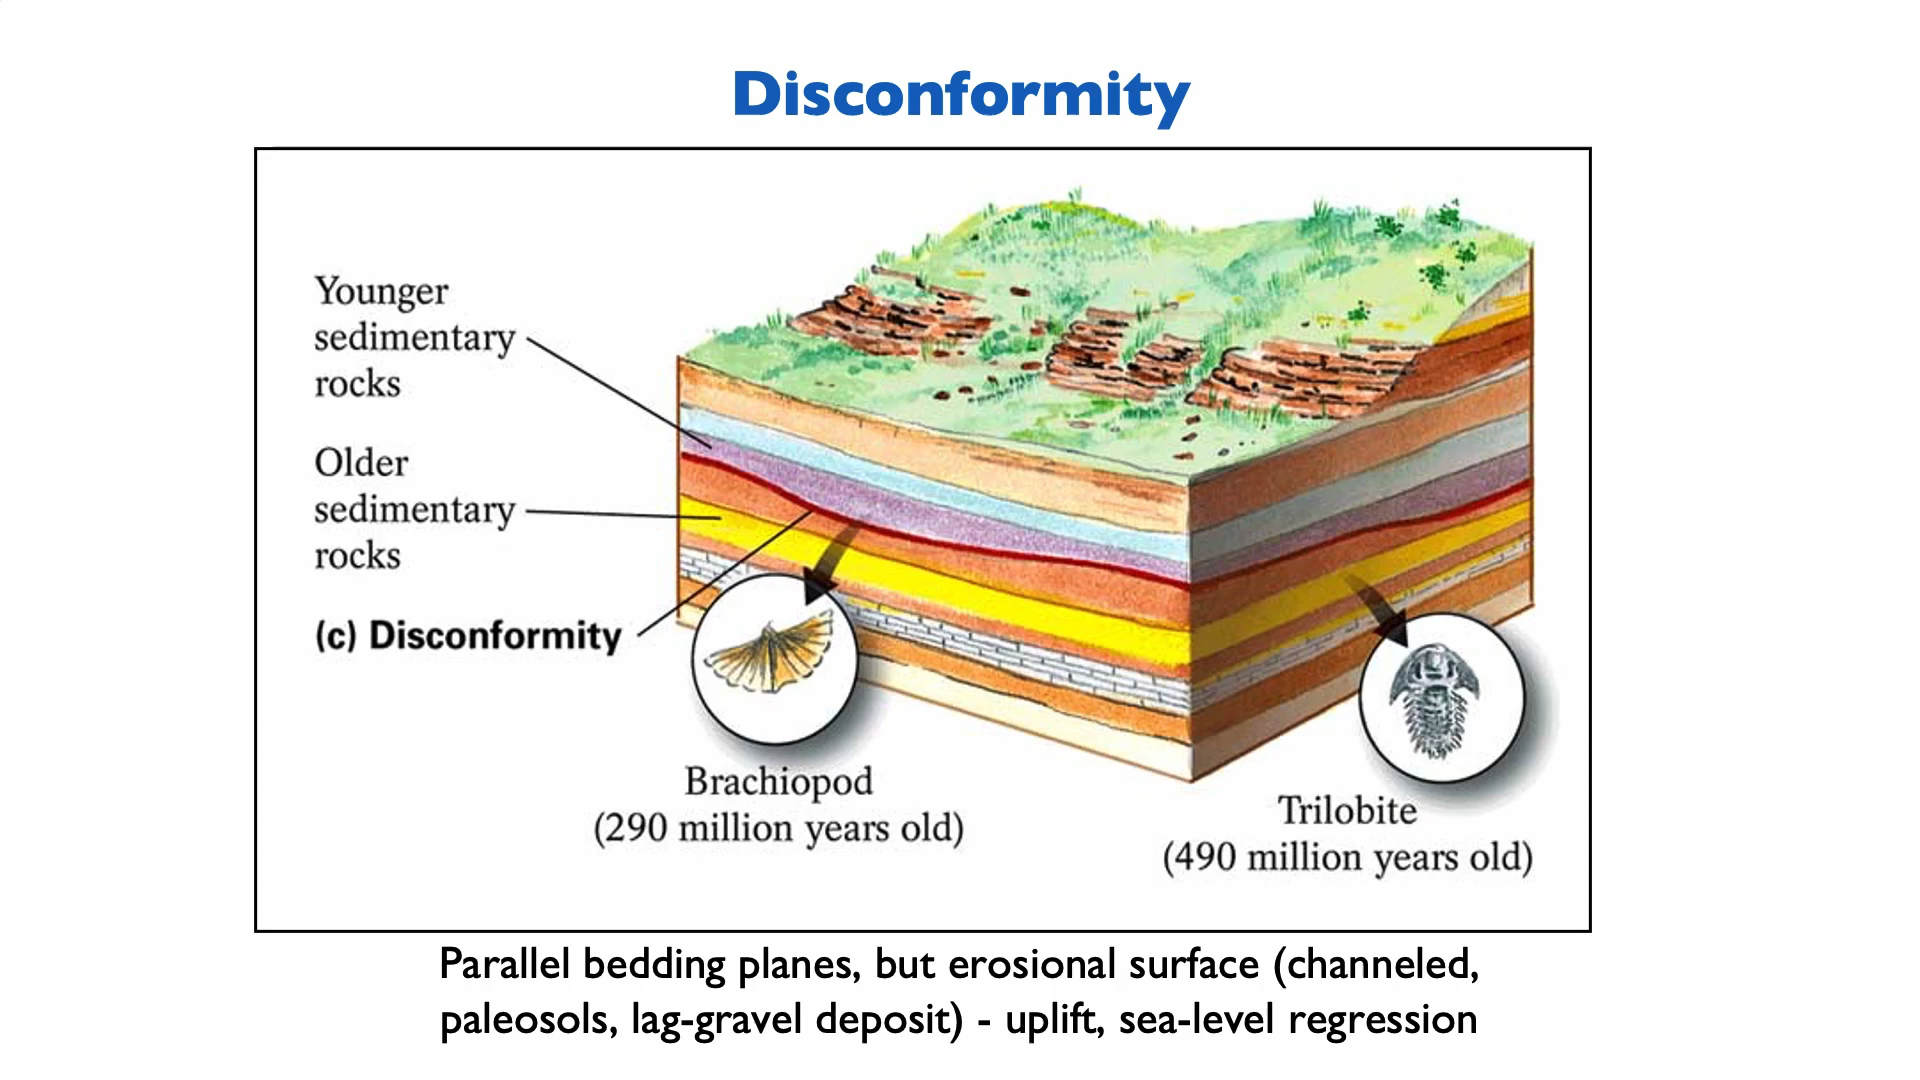 Disconformity
Younger
sedimentary
rocks
Older
sedimentary
rocks
(c) Disconformity
Brachiopod
(290 million years old)
Trilobite
(490 million years old)
Parallel bedding planes, but erosional surface (channeled,
paleosols, lag-gravel deposit) - uplift, sea-level regression